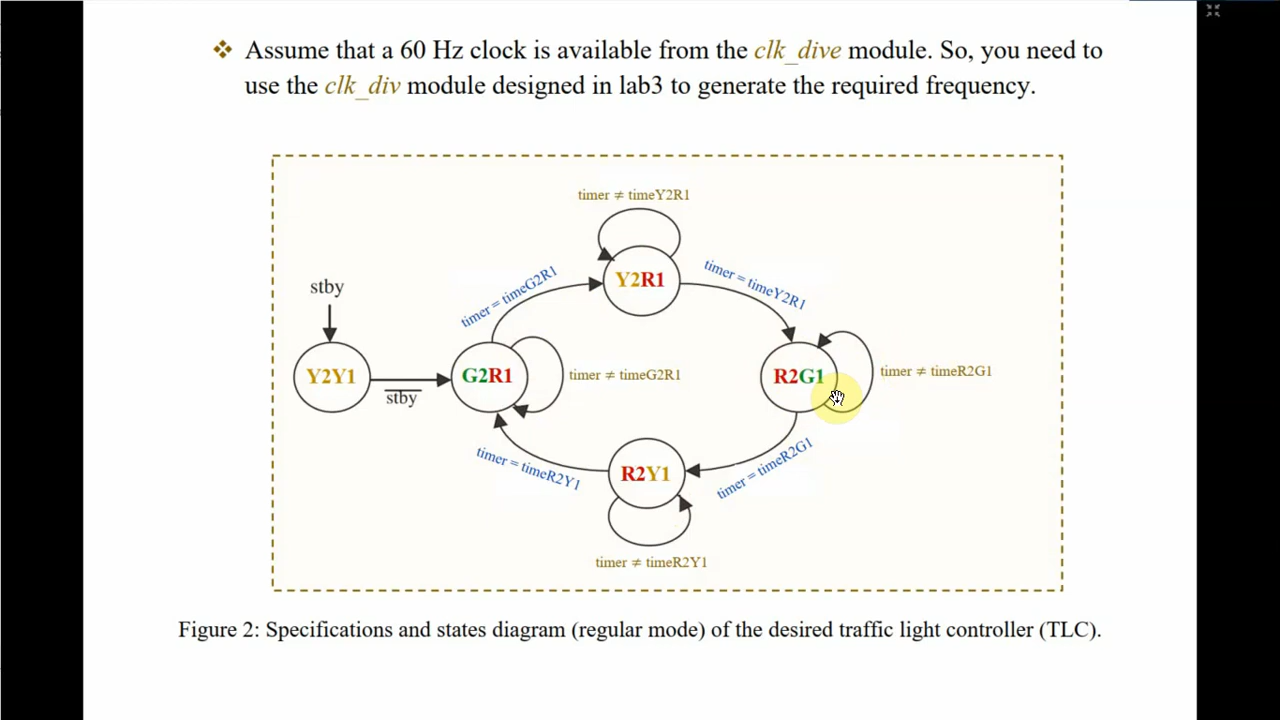 ❖ Assume that a 60 Hz clock is available from the clk_dive module. So, you need to
use the clk_div module designed in lab3 to generate the required frequency.
timer ≠ timeY2R1
Y2R1
timer = timeG2R1
timer = timeY2R1
stby
Y2Y1
stby
G2R1
timer ≠ timeG2R1
R2G1
timer ≠ timeR2G1
timer = timeR2Y1
R2Y1
timer = timeR2G1
timer ≠ timeR2Y1
Figure 2: Specifications and states diagram (regular mode) of the desired traffic light controller (TLC).